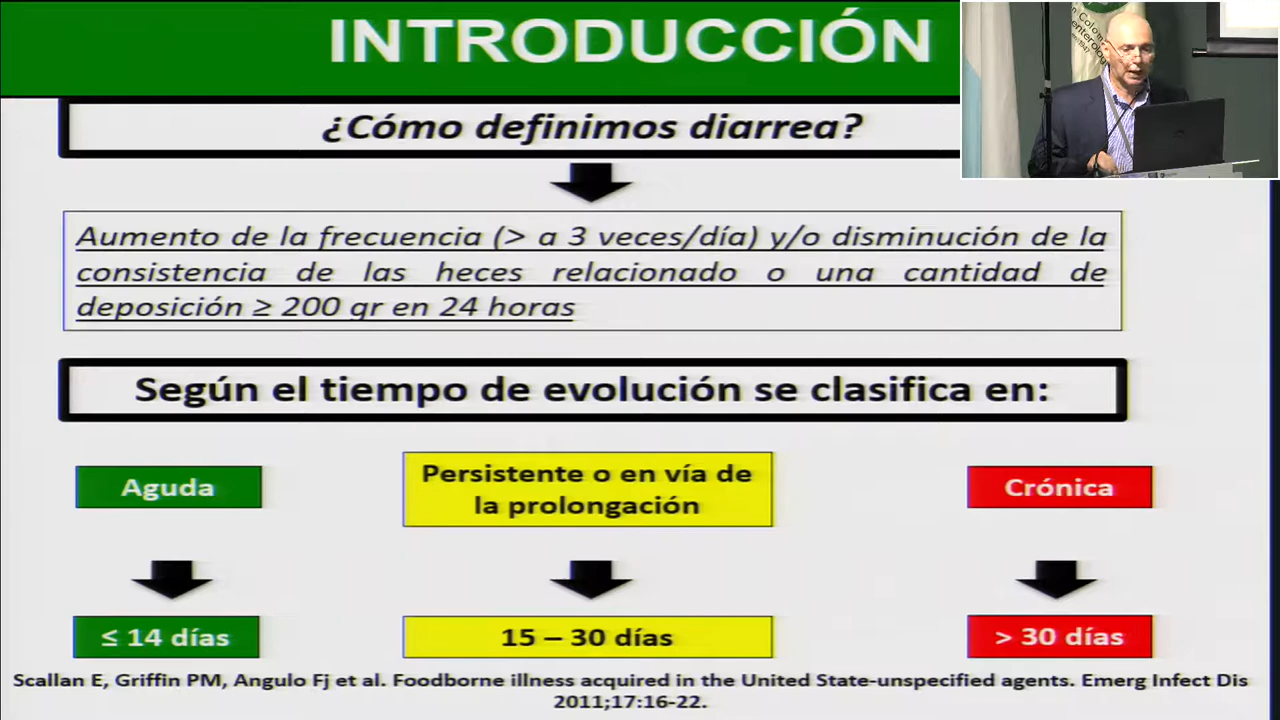 INTRODUCCIÓN
¿Cómo definimos diarrea?
Aumento de la frecuencia (> a 3 veces/día) y/o disminución de la
consistencia de las heces relacionado o una cantidad de
deposición ≥ 200 gr en 24 horas
Según el tiempo de evolución se clasifica en:
Aguda
Persistente o en vía de
la prolongación
Crónica
≤ 14 días
15 – 30 días
> 30 días
Scallan E, Griffin PM, Angulo Fj et al. Foodborne illness acquired in the United State-unspecified agents. Emerg Infect Dis
2011;17:16-22.